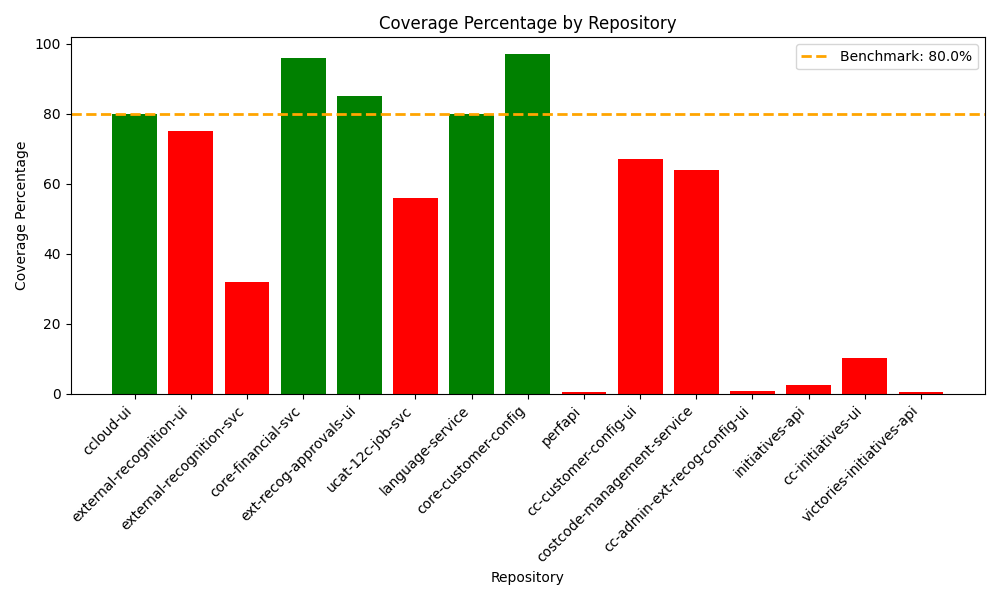 Coverage Percentage by Repository
Benchmark: 80.0%
Coverage Percentage
100
80
60
40
20
0
ccloud-ui
external-recognition-ui
external-recognition-svc
core-financial-svc
ext-recog-approvals-ui
ucat-12c-job-svc
language-service
core-customer-config
perfapi
cc-customer-config-ui
costcode-management-service
cc-admin-ext-recog-config-ui
initiatives-api
cc-initiatives-ui
victories-initiatives-api
Repository